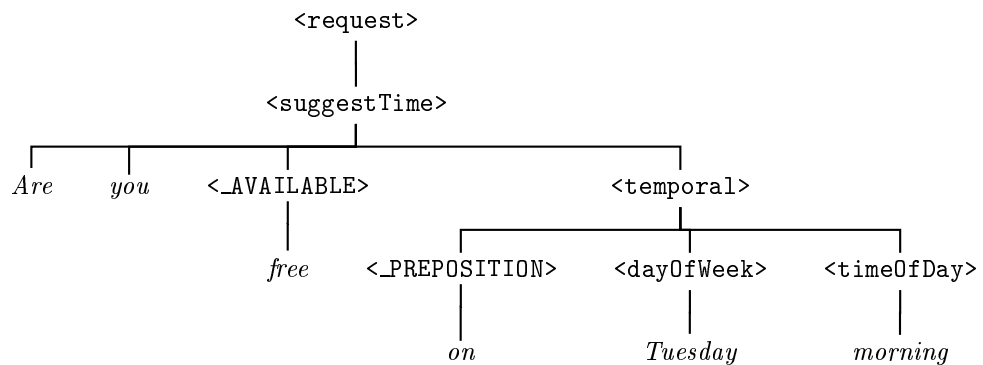 <request>
<suggestTime>
Are you <_AVAILABLE> <temporal>
free <_PREPOSITION> <dayOfWeek> <timeOfDay>
on Tuesday morning